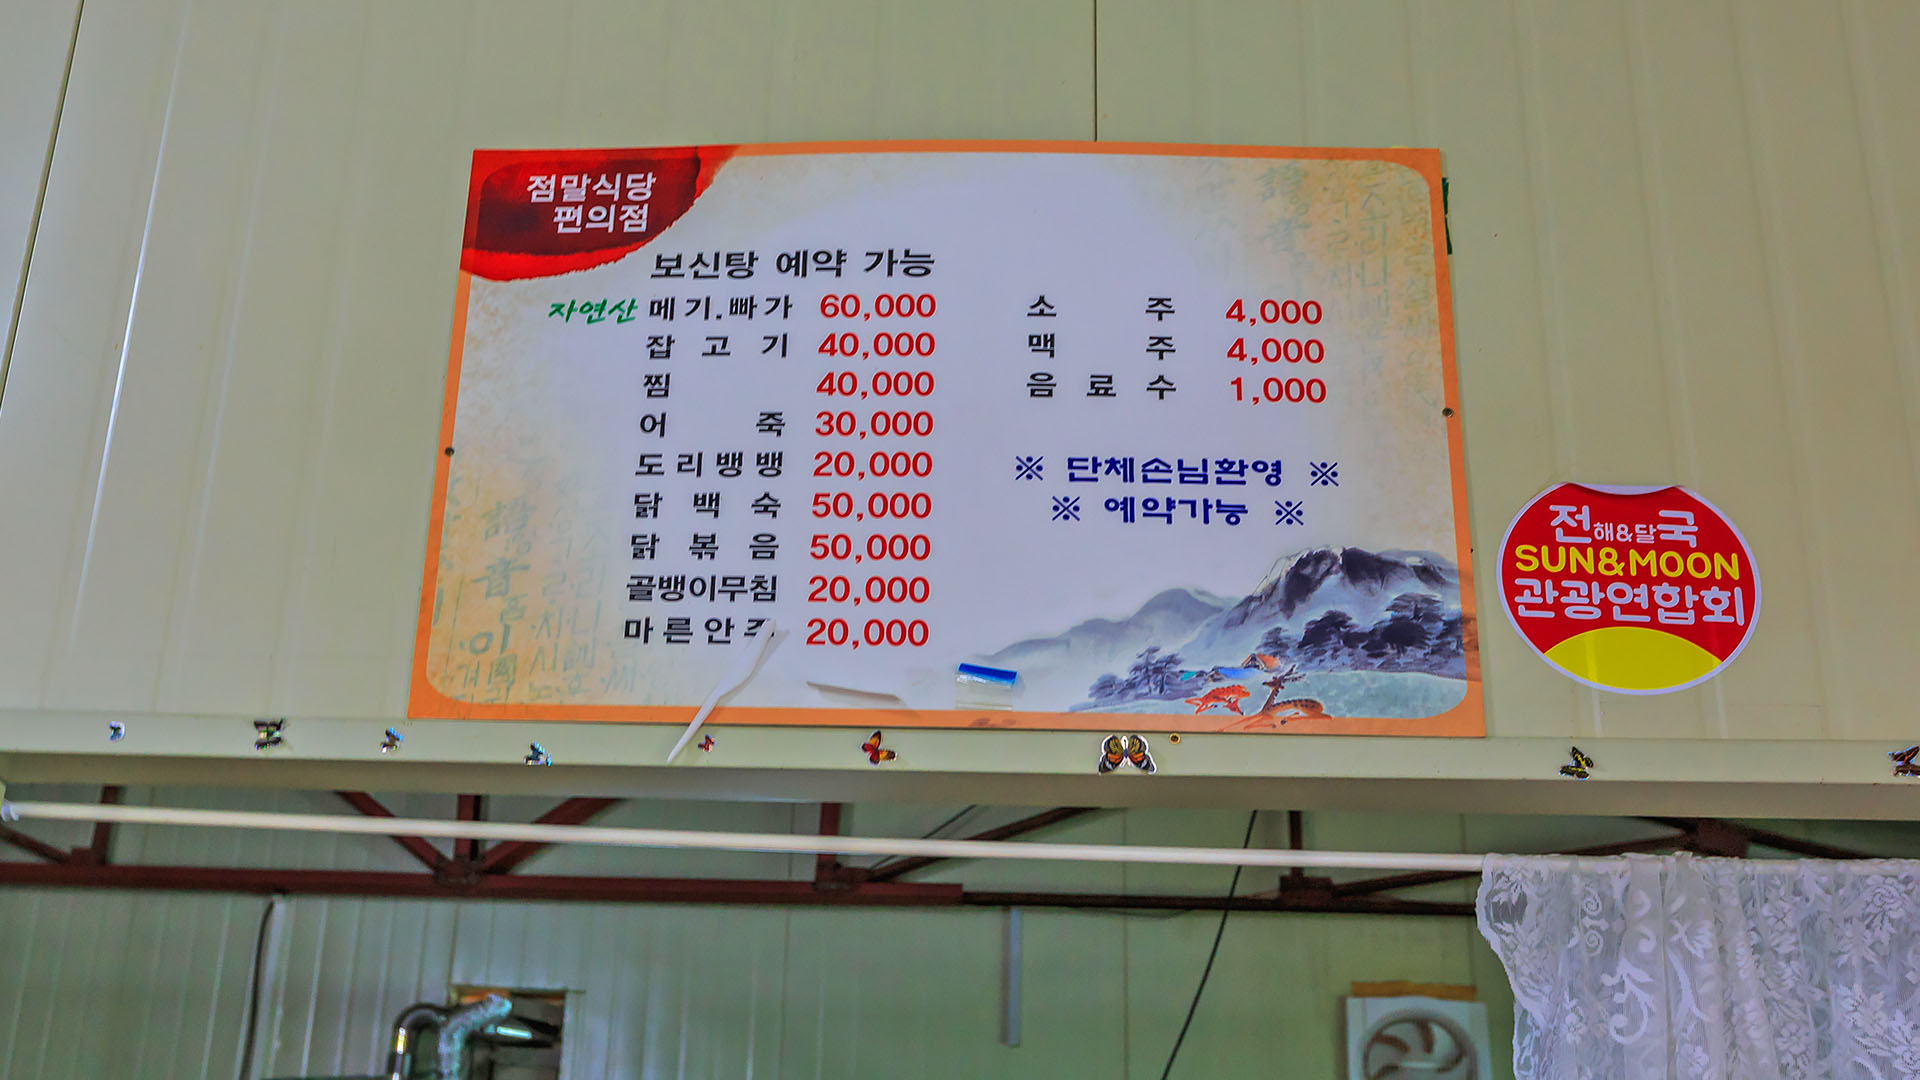 점말식당
편의점
보신탕 예약 가능
자연산 메기.빠가 60,000
잡고기 40,000
찜 40,000
어죽 30,000
도리뱅뱅 20,000
닭백숙 50,000
닭볶음 50,000
골뱅이무침 20,000
마른안주 20,000
소주 4,000
맥주 4,000
음료수 1,000
※ 단체손님환영 ※
※ 예약가능 ※
전해&달국
SUN&MOON
관광연합회